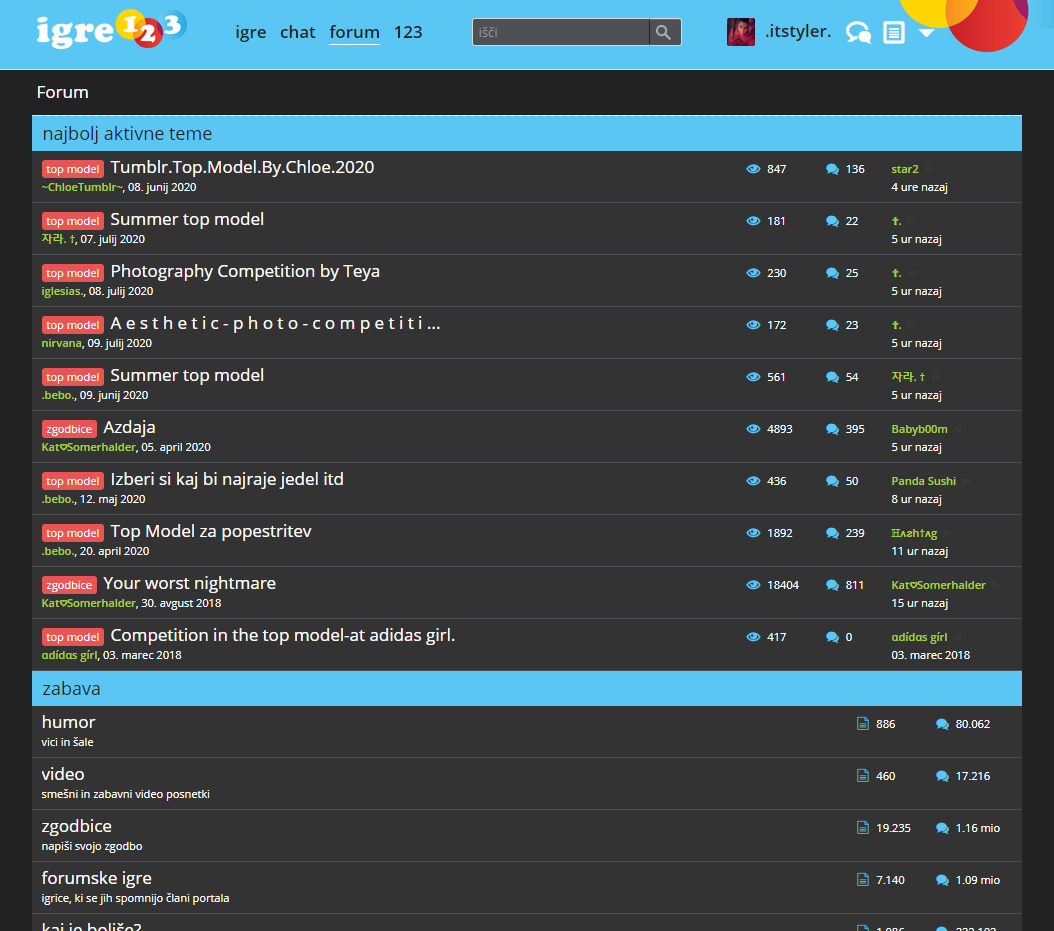 igre 123
igre chat forum 123
išči
.itstyler.
Forum
najbolj aktivne teme
top model Tumblr.Top.Model.By.Chloe.2020 847 136 star2 »
~ChloeTumblr~, 08. junij 2020 4 ure nazaj
top model Summer top model 181 22 †. »
자라. †, 07. julij 2020 5 ur nazaj
top model Photography Competition by Teya 230 25 †. »
iglesias., 08. julij 2020 5 ur nazaj
top model A e s t h e t i c - p h o t o - c o m p e t i t i ... 172 23 †. »
nirvana, 09. julij 2020 5 ur nazaj
top model Summer top model 561 54 자라. † »
.bebo., 09. junij 2020 5 ur nazaj
zgodbice Azdaja 4893 395 Babyb00m »
Kat♡Somerhalder, 05. april 2020 5 ur nazaj
top model Izberi si kaj bi najraje jedel itd 436 50 Panda Sushi »
.bebo., 12. maj 2020 8 ur nazaj
top model Top Model za popestritev 1892 239 »
.bebo., 20. april 2020 11 ur nazaj
zgodbice Your worst nightmare 18404 811 Kat♡Somerhalder »
Kat♡Somerhalder, 30. avgust 2018 15 ur nazaj
top model Competition in the top model-at adidas girl. 417 0 αdídαs gírl »
αdídαs gírl, 03. marec 2018 03. marec 2018
zabava
humor 886 80.062
vici in šale
video 460 17.216
smešni in zabavni video posnetki
zgodbice 19.235 1.16 mio
napiši svojo zgodbo
forumske igre 7.140 1.09 mio
igrice, ki se jih spomnijo člani portala
kaj je boljše?